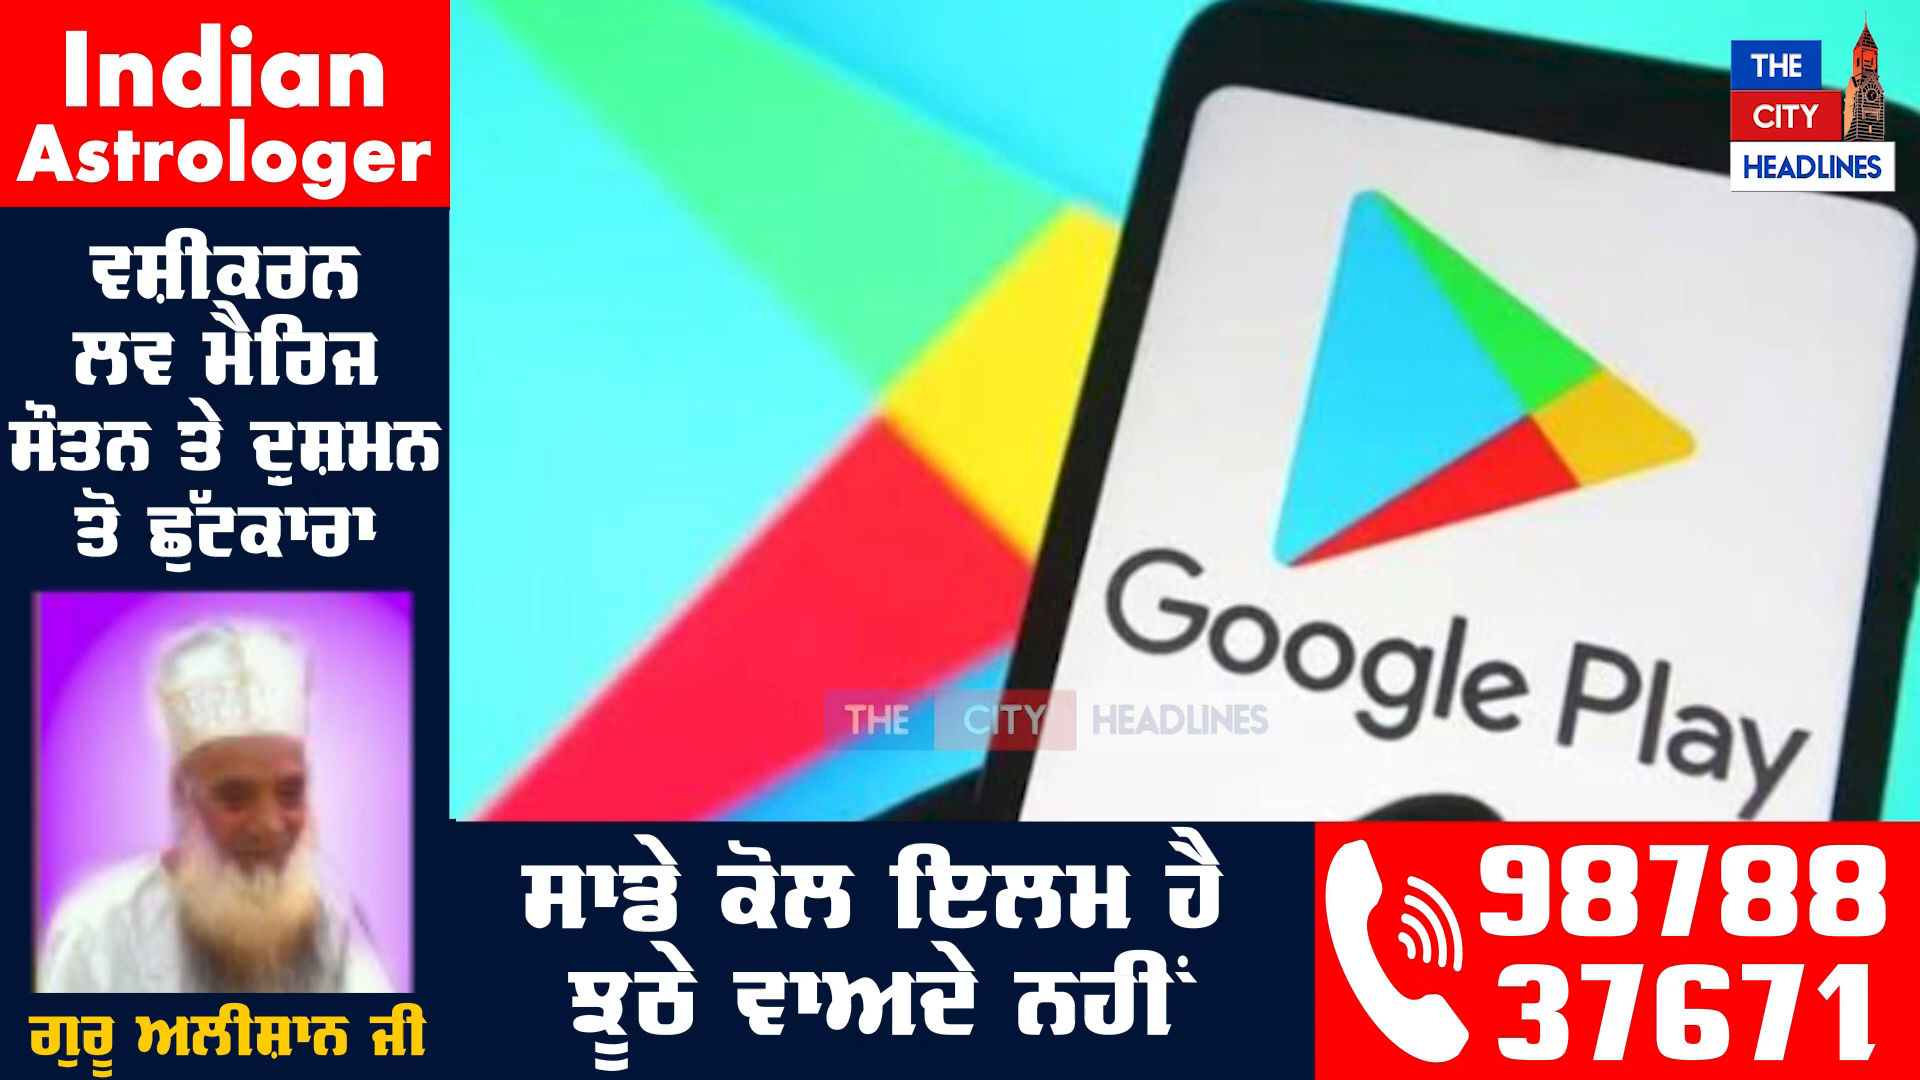 Indian
Astrologer
ਵਸ਼ੀਕਰਨ
ਲਵ ਮੈਰਿਜ
ਸੌਤਨ ਤੇ ਦੁਸ਼ਮਨ
ਤੋ ਛੁੱਟਕਾਰਾ
ਗੁਰੂ ਅਲੀਸ਼ਾਨ ਜੀ
THE
CITY
HEADLINES
Google Play
THE CITY HEADLINES
ਸਾਡੇ ਕੋਲ ਇਲਮ ਹੈ
ਝੂਠੇ ਵਾਅਦੇ ਨਹੀਂ
98788
37671